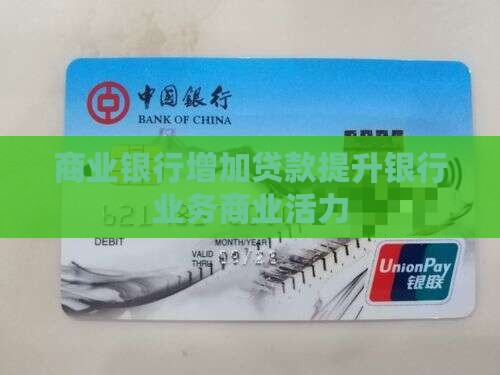 中国银行
BANK OF CHINA
商业银行增加贷款提升银行
业务商业活力
621
DEBIT
MONTH/YEAR
VALID
THRU
UnionPay
银联